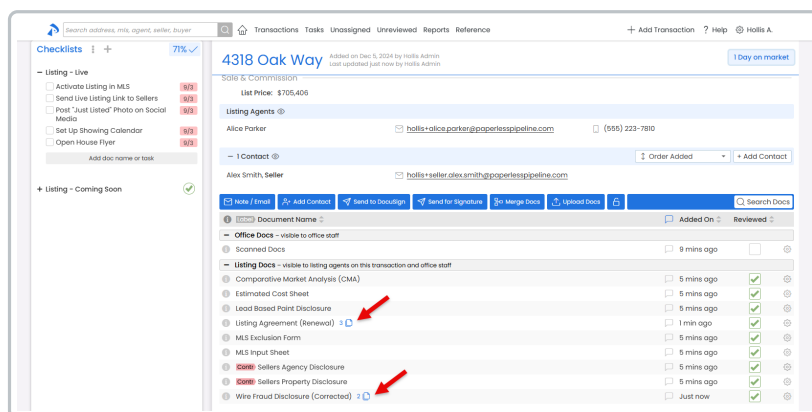 Search address, mls, agent, seller, buyer
Transactions Tasks Unassigned Unreviewed Reports Reference
+ Add Transaction ? Help Hollis A.
Checklists
71%
4318 Oak Way
Added on Dec 5, 2024 by Hollis Admin
Last updated just now by Hollis Admin
1 Day on market
Listing - Live
Activate Listing in MLS 9/3
Send Live Listing Link to Sellers 9/3
Post "Just Listed" Photo on Social 9/3
Media
Set Up Showing Calendar 9/3
Open House Flyer 9/3
Add doc name or task
+ Listing - Coming Soon
Sale & Commission
List Price: $705,406
Listing Agents
Alice Parker hollis+alice.parker@paperlesspipeline.com (555) 223-7810
– 1 Contact
Order Added
+ Add Contact
Alex Smith, Seller hollis+seller.alex.smith@paperlesspipeline.com
Note / Email Add Contact Send to DocuSign Send for Signature Merge Docs Upload Docs Search Docs
Label Document Name Added On Reviewed
– Office Docs – visible to office staff
Scanned Docs 9 mins ago
– Listing Docs – visible to listing agents on this transaction and office staff
Comparative Market Analysis (CMA) 5 mins ago
Estimated Cost Sheet 5 mins ago
Lead Based Paint Disclosure 5 mins ago
Listing Agreement (Renewal) 3 1 min ago
MLS Exclusion Form 5 mins ago
MLS Input Sheet 5 mins ago
Contr Sellers Agency Disclosure 5 mins ago
Contr Sellers Property Disclosure 5 mins ago
Wire Fraud Disclosure (Corrected) 2 Just now